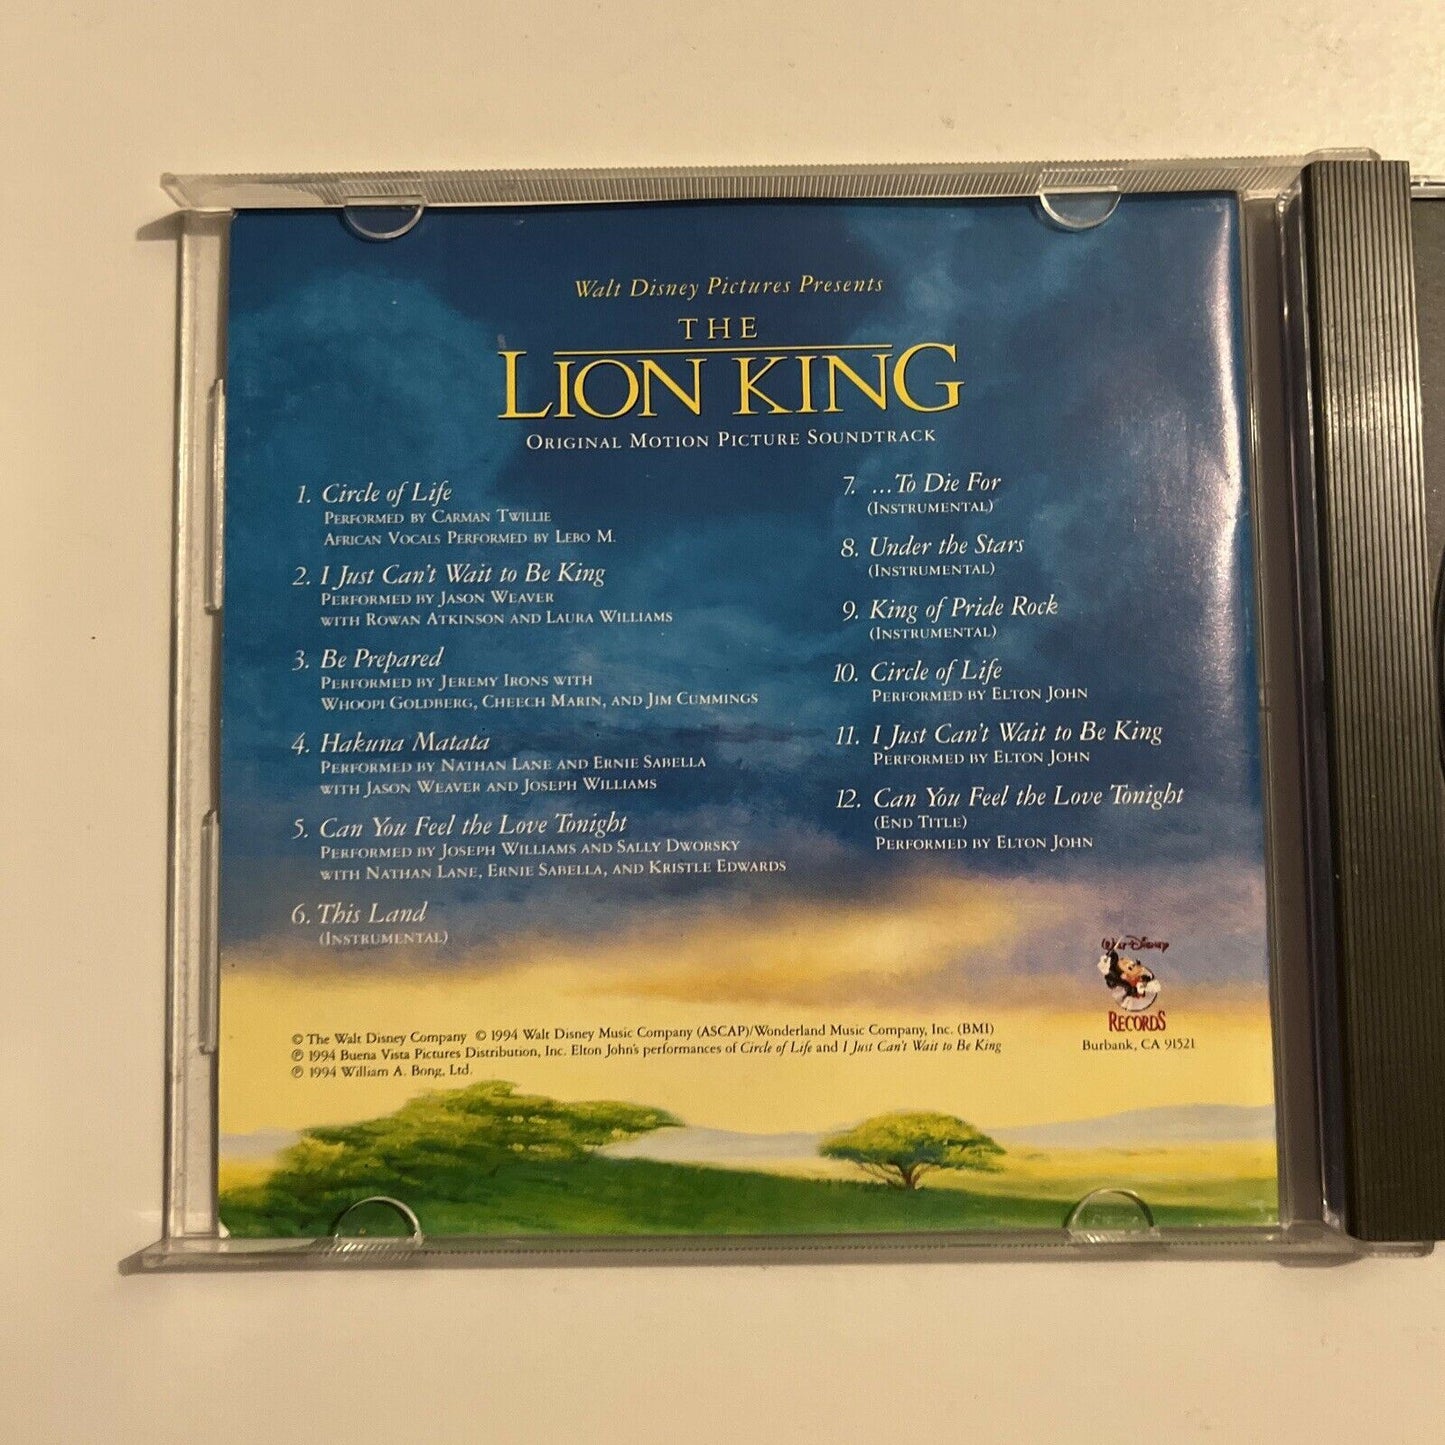 Walt Disney Pictures Presents
THE
LION KING
ORIGINAL MOTION PICTURE SOUNDTRACK
1. Circle of Life
PERFORMED BY CARMAN TWILLIE
AFRICAN VOCALS PERFORMED BY LEBO M.
2. I Just Can't Wait to Be King
PERFORMED BY JASON WEAVER
WITH ROWAN ATKINSON AND LAURA WILLIAMS
3. Be Prepared
PERFORMED BY JEREMY IRONS WITH
WHOOPI GOLDBERG, CHEECH MARIN, AND JIM CUMMINGS
4. Hakuna Matata
PERFORMED BY NATHAN LANE AND ERNIE SABELLA
WITH JASON WEAVER AND JOSEPH WILLIAMS
5. Can You Feel the Love Tonight
PERFORMED BY JOSEPH WILLIAMS AND SALLY DWORSKY
WITH NATHAN LANE, ERNIE SABELLA, AND KRISTLE EDWARDS
6. This Land
(INSTRUMENTAL)
7. ...To Die For
(INSTRUMENTAL)
8. Under the Stars
(INSTRUMENTAL)
9. King of Pride Rock
(INSTRUMENTAL)
10. Circle of Life
PERFORMED BY ELTON JOHN
11. I Just Can't Wait to Be King
PERFORMED BY ELTON JOHN
12. Can You Feel the Love Tonight
(END TITLE)
PERFORMED BY ELTON JOHN
© The Walt Disney Company © 1994 Walt Disney Music Company (ASCAP)/Wonderland Music Company, Inc. (BMI)
℗ 1994 Buena Vista Pictures Distribution, Inc. Elton John's performances of Circle of Life and I Just Can't Wait to Be King
℗ 1994 William A. Bong, Ltd.
WALT DISNEY
RECORDS
Burbank, CA 91521